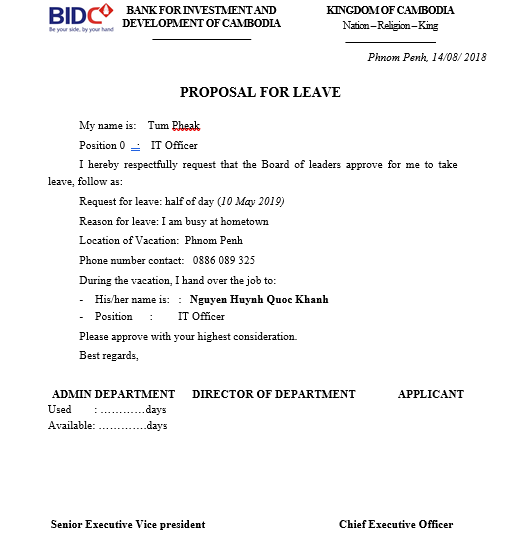 BIDC
Be your side, by your hand
BANK FOR INVESTMENT AND
DEVELOPMENT OF CAMBODIA
KINGDOM OF CAMBODIA
Nation – Religion – King
Phnom Penh, 14/08/ 2018
PROPOSAL FOR LEAVE
My name is: Tum Pheak
Position 0 : IT Officer
I hereby respectfully request that the Board of leaders approve for me to take
leave, follow as:
Request for leave: half of day (10 May 2019)
Reason for leave: I am busy at hometown
Location of Vacation: Phnom Penh
Phone number contact: 0886 089 325
During the vacation, I hand over the job to:
- His/her name is: : Nguyen Huynh Quoc Khanh
- Position : IT Officer
Please approve with your highest consideration.
Best regards,
ADMIN DEPARTMENT DIRECTOR OF DEPARTMENT APPLICANT
Used : …………days
Available: ………….days
Senior Executive Vice president Chief Executive Officer